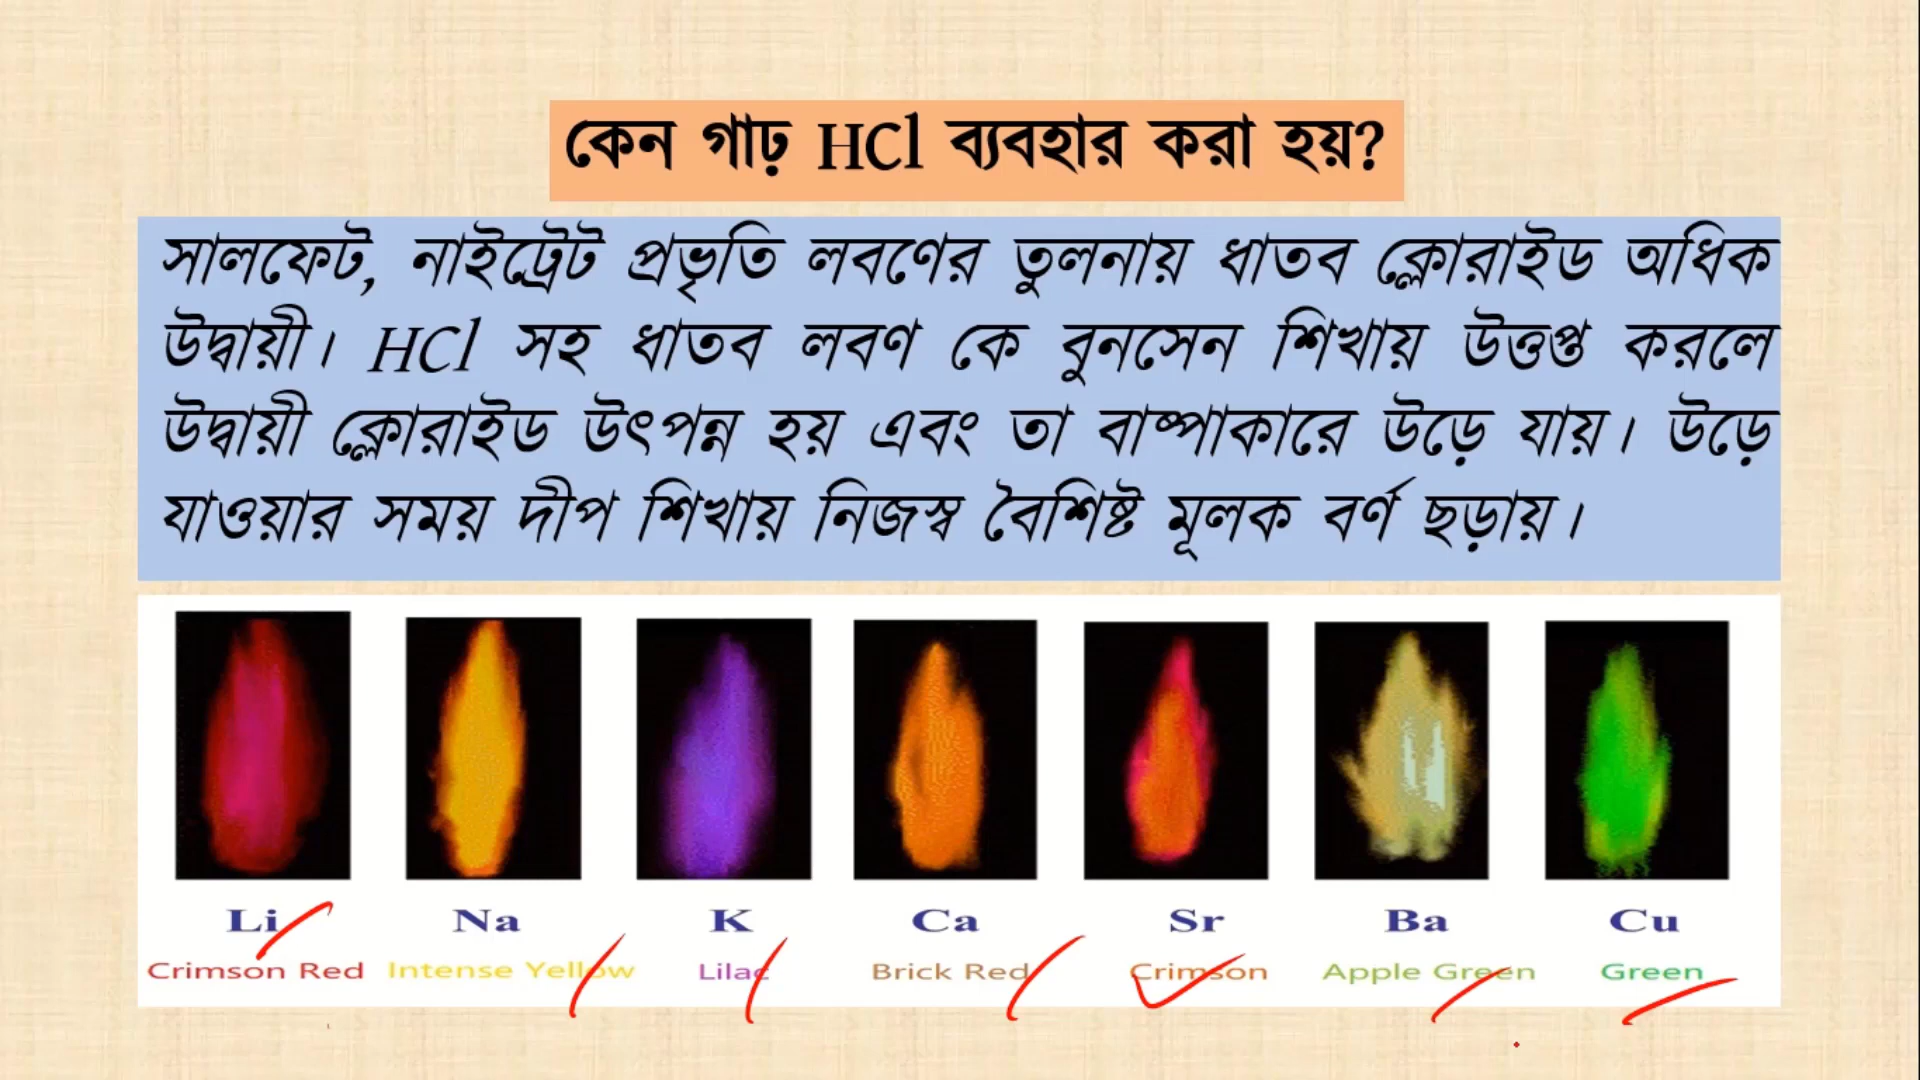 কেন গাঢ় HCl ব্যবহার করা হয়?
সালফেট, নাইট্রেট প্রভৃতি লবণের তুলনায় ধাতব ক্লোরাইড অধিক
উদ্বায়ী। HCl সহ ধাতব লবণ কে বুনসেন শিখায় উত্তপ্ত করলে
উদ্বায়ী ক্লোরাইড উৎপন্ন হয় এবং তা বাষ্পাকারে উড়ে যায়। উড়ে
যাওয়ার সময় দীপ শিখায় নিজস্ব বৈশিষ্ট মূলক বর্ণ ছড়ায়।
Li Na K Ca Sr Ba Cu
Crimson Red Intense Yellow Lilac Brick Red Crimson Apple Green Green